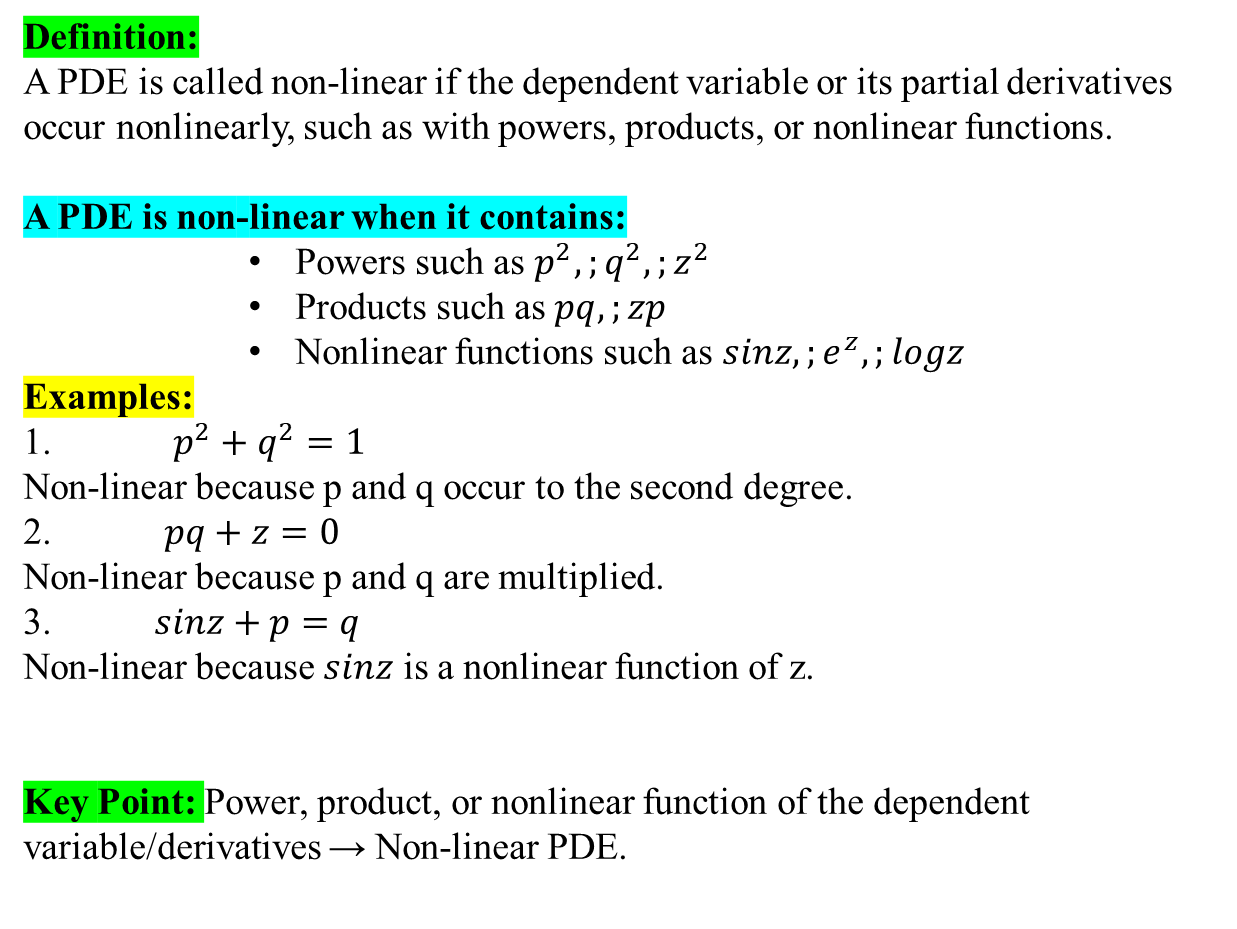 Definition:
A PDE is called non-linear if the dependent variable or its partial derivatives
occur nonlinearly, such as with powers, products, or nonlinear functions.
A PDE is non-linear when it contains:
• Powers such as 𝑝²,; 𝑞²,; 𝑧²
• Products such as 𝑝𝑞,; 𝑧𝑝
• Nonlinear functions such as 𝑠𝑖𝑛𝑧,; 𝑒ᶻ,; 𝑙𝑜𝑔𝑧
Examples:
1. 𝑝² + 𝑞² = 1
Non-linear because p and q occur to the second degree.
2. 𝑝𝑞 + 𝑧 = 0
Non-linear because p and q are multiplied.
3. 𝑠𝑖𝑛𝑧 + 𝑝 = 𝑞
Non-linear because 𝑠𝑖𝑛𝑧 is a nonlinear function of z.
Key Point: Power, product, or nonlinear function of the dependent
variable/derivatives → Non-linear PDE.